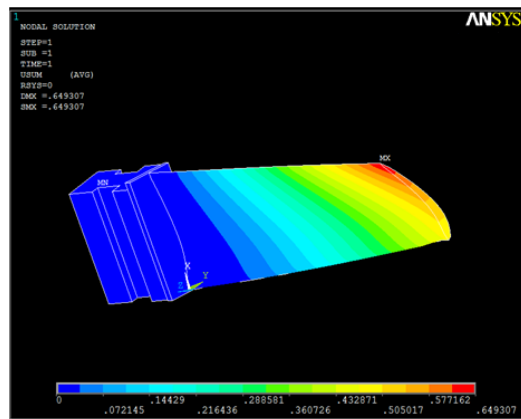 1
ANSYS
NODAL SOLUTION
STEP=1
SUB =1
TIME=1
USUM (AVG)
RSYS=0
DMX =.649307
SMX =.649307
MX
MN
X
Y
Z
0 .14429 .288581 .432871 .577162
.072145 .216436 .360726 .505017 .649307